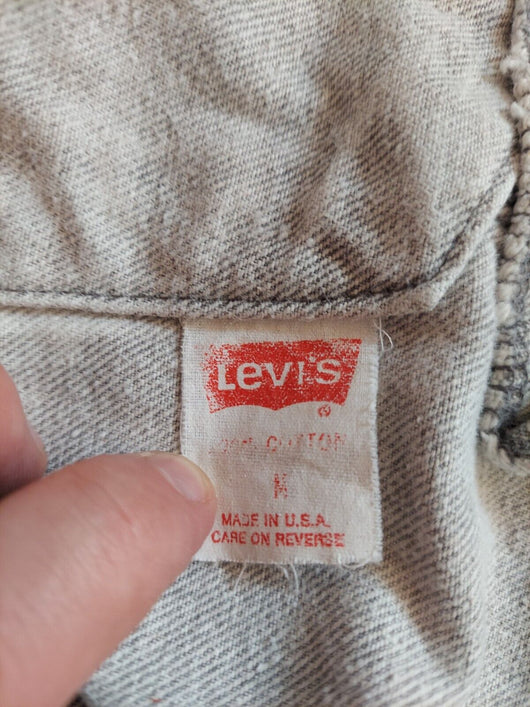 Levi's
®
100% COTTON
M
MADE IN U.S.A.
CARE ON REVERSE